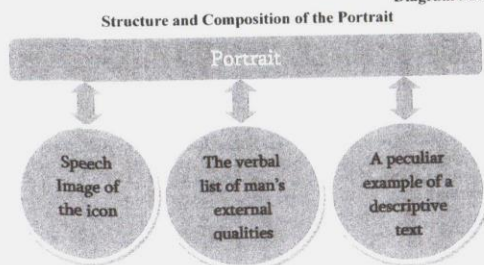 Structure and Composition of the Portrait
Portrait
Speech
Image of
the icon
The verbal
list of man's
external
qualities
A peculiar
example of a
descriptive
text